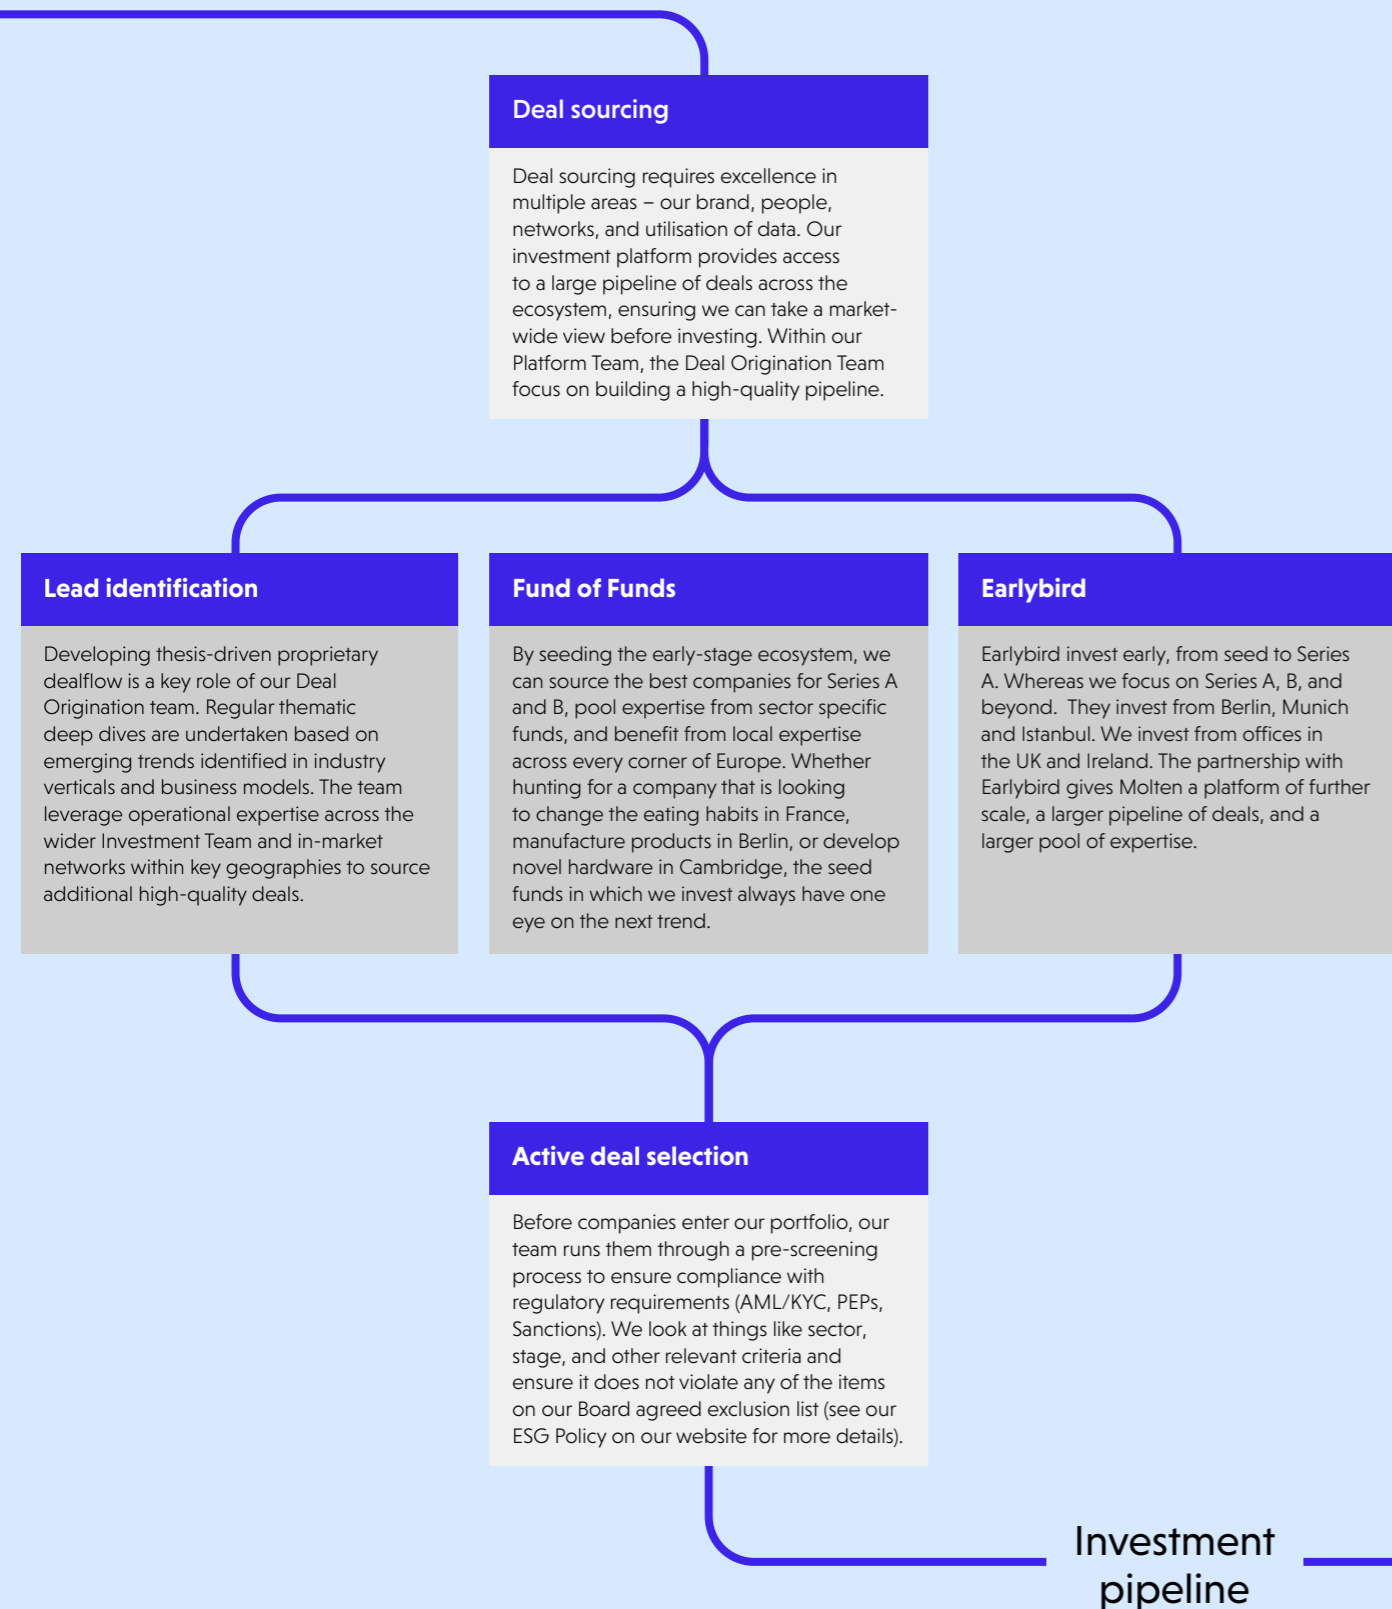 Deal sourcing
Deal sourcing requires excellence in
multiple areas – our brand, people,
networks, and utilisation of data. Our
investment platform provides access
to a large pipeline of deals across the
ecosystem, ensuring we can take a market-
wide view before investing. Within our
Platform Team, the Deal Origination Team
focus on building a high-quality pipeline.
Lead identification
Developing thesis-driven proprietary
dealflow is a key role of our Deal
Origination team. Regular thematic
deep dives are undertaken based on
emerging trends identified in industry
verticals and business models. The team
leverage operational expertise across the
wider Investment Team and in-market
networks within key geographies to source
additional high-quality deals.
Fund of Funds
By seeding the early-stage ecosystem, we
can source the best companies for Series A
and B, pool expertise from sector specific
funds, and benefit from local expertise
across every corner of Europe. Whether
hunting for a company that is looking
to change the eating habits in France,
manufacture products in Berlin, or develop
novel hardware in Cambridge, the seed
funds in which we invest always have one
eye on the next trend.
Earlybird
Earlybird invest early, from seed to Series
A. Whereas we focus on Series A, B, and
beyond. They invest from Berlin, Munich
and Istanbul. We invest from offices in
the UK and Ireland. The partnership with
Earlybird gives Molten a platform of further
scale, a larger pipeline of deals, and a
larger pool of expertise.
Active deal selection
Before companies enter our portfolio, our
team runs them through a pre-screening
process to ensure compliance with
regulatory requirements (AML/KYC, PEPs,
Sanctions). We look at things like sector,
stage, and other relevant criteria and
ensure it does not violate any of the items
on our Board agreed exclusion list (see our
ESG Policy on our website for more details).
Investment
pipeline